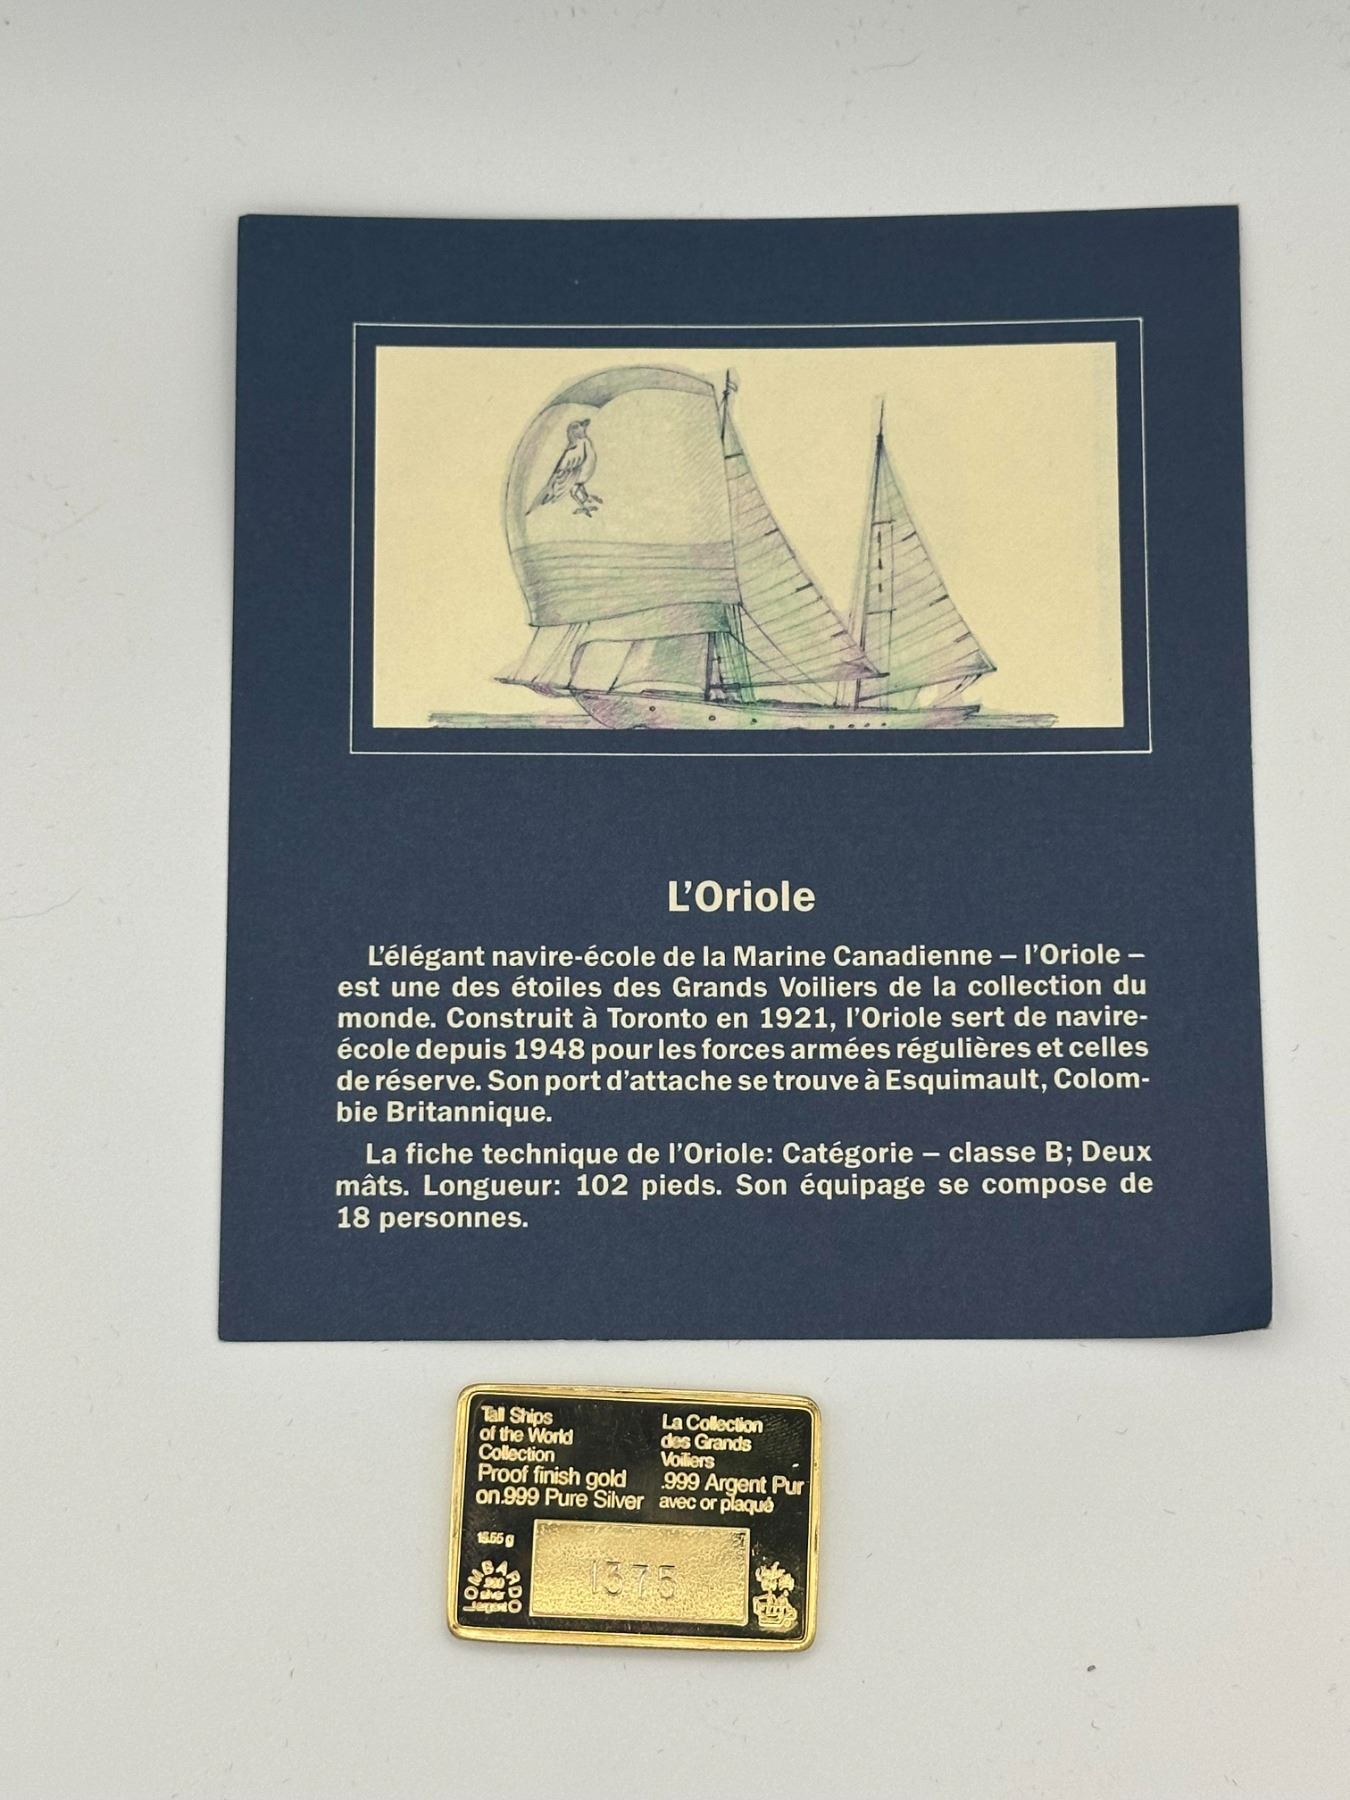 L'Oriole
L'élégant navire-école de la Marine Canadienne – l'Oriole –
est une des étoiles des Grands Voiliers de la collection du
monde. Construit à Toronto en 1921, l'Oriole sert de navire-
école depuis 1948 pour les forces armées régulières et celles
de réserve. Son port d'attache se trouve à Esquimault, Colom-
bie Britannique.
La fiche technique de l'Oriole: Catégorie – classe B; Deux
mâts. Longueur: 102 pieds. Son équipage se compose de
18 personnes.
Tall Ships
of the World
Collection
Proof finish gold
on .999 Pure Silver
La Collection
des Grands
Voiliers
.999 Argent Pur
avec or plaqué
15.55 g
LOMBARDO
.999
silver
argent
1375